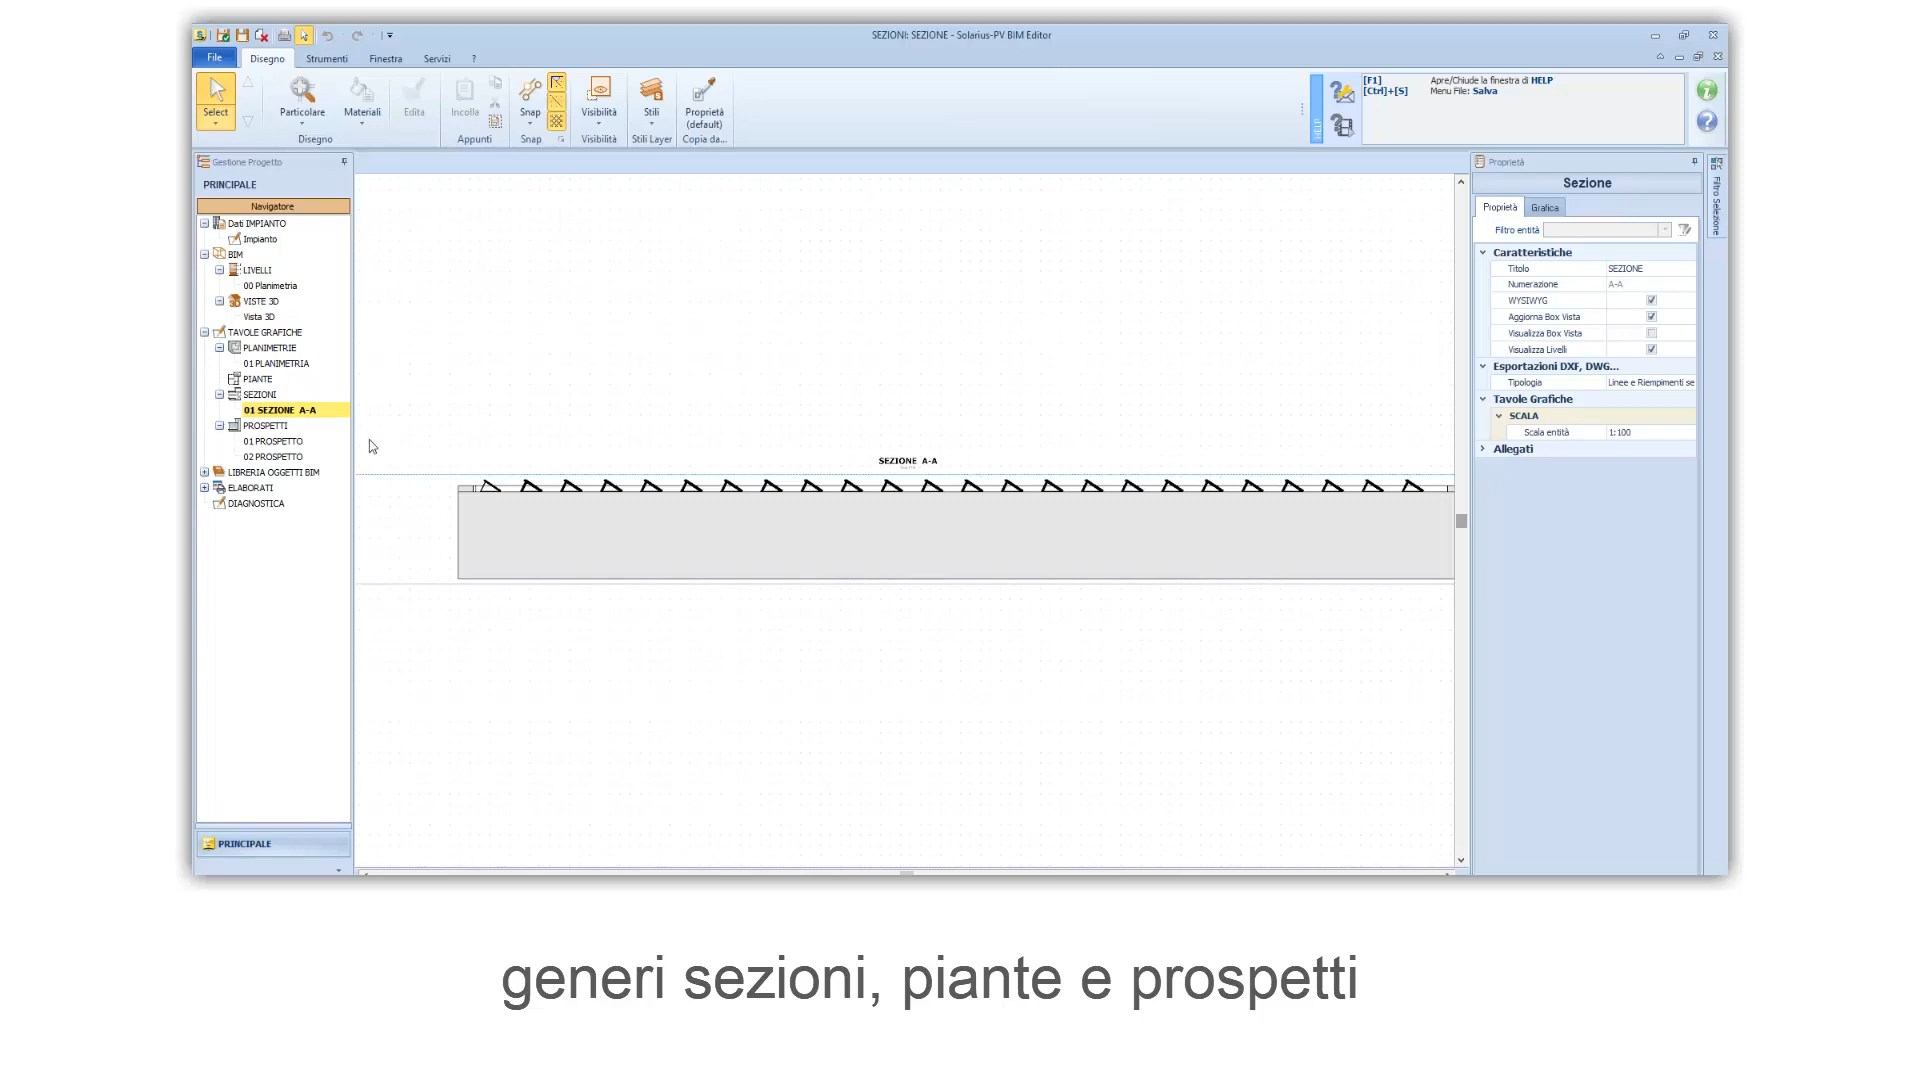 SEZIONI: SEZIONE - Solarius-PV BIM Editor
File Disegno Strumenti Finestra Servizi ?
Select
Particolare
Materiali
Edita
Disegno
Incolla
Appunti
Snap
Snap
Visibilità
Visibilità
Stili
Stili Layer
Proprietà
(default)
Copia da...
HELP
[F1] Apre/Chiude la finestra di HELP
[Ctrl]+[S] Menu File: Salva
Gestione Progetto
PRINCIPALE
Navigatore
Dati IMPIANTO
Impianto
BIM
LIVELLI
00 Planimetria
VISTE 3D
Vista 3D
TAVOLE GRAFICHE
PLANIMETRIE
01 PLANIMETRIA
PIANTE
SEZIONI
01 SEZIONE A-A
PROSPETTI
01 PROSPETTO
02 PROSPETTO
LIBRERIA OGGETTI BIM
ELABORATI
DIAGNOSTICA
PRINCIPALE
SEZIONE A-A
Proprietà
Sezione
Proprietà Grafica
Filtro entità
Caratteristiche
Titolo SEZIONE
Numerazione A-A
WYSIWYG
Aggiorna Box Vista
Visualizza Box Vista
Visualizza Livelli
Esportazioni DXF, DWG...
Tipologia Linee e Riempimenti se
Tavole Grafiche
SCALA
Scala entità 1:100
Allegati
Filtro Selezione
generi sezioni, piante e prospetti